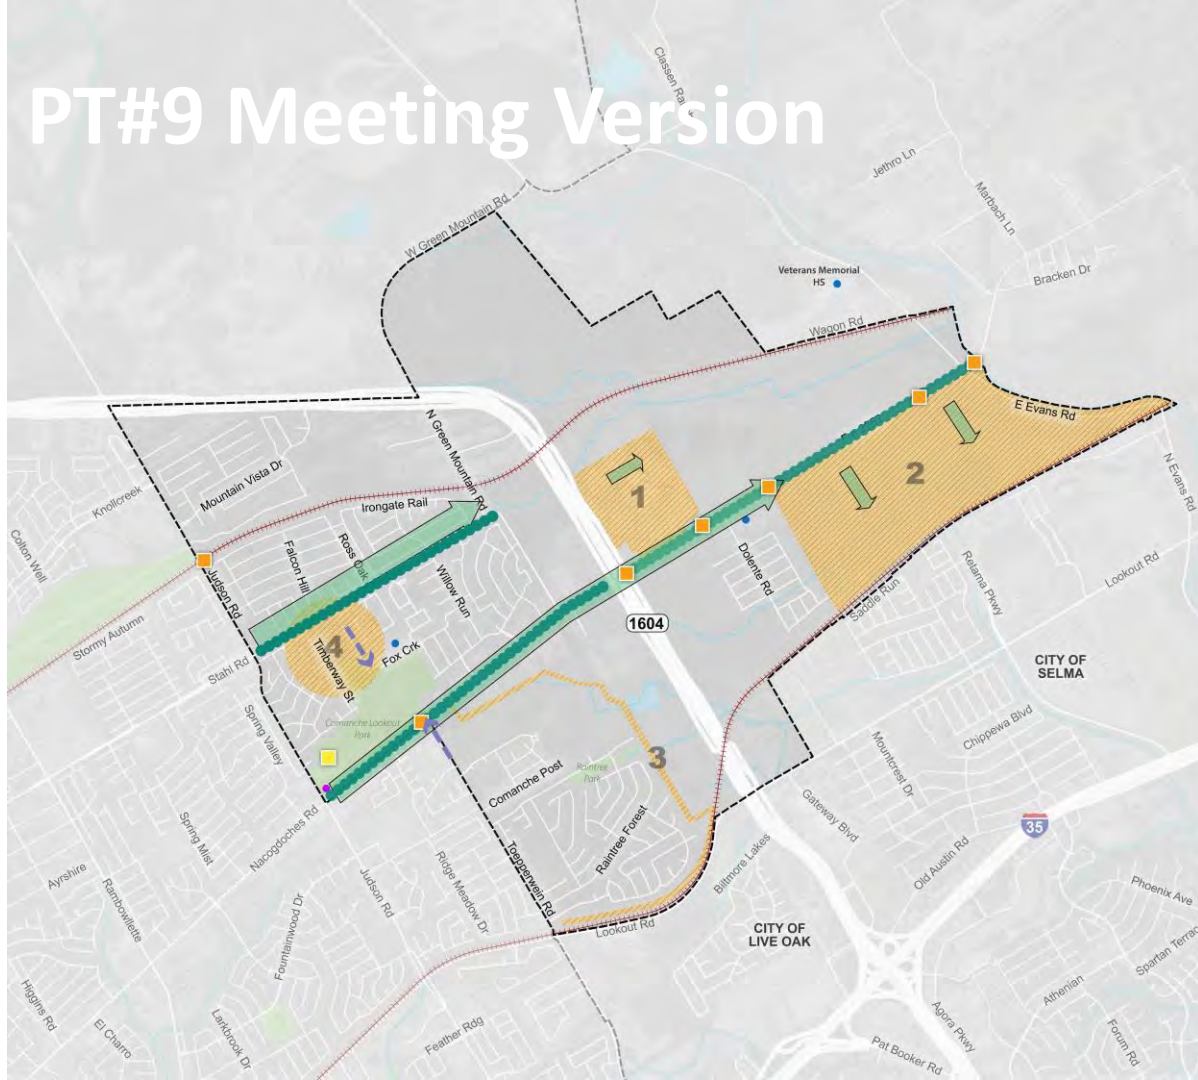 PT#9 Meeting Version
Jethro Ln
Marbach Ln
W Green Mountain Rd
Veterans Memorial
HS
Bracken Dr
Wagon Rd
E Evans Rd
N Green Mountain Rd
Mountain Vista Dr
Knollcreek
Irongate Rail
1
2
N Evans Rd
Colton Well
Ross Oak
Falcon Hill
Judson Rd
Willow Run
Dolente Rd
Retama Pkwy
Lookout Rd
Saddle Run
Stormy Autumn
1604
Stahl Rd
4
Timberway St
Fox Crk
CITY OF
SELMA
Spring Valley
Comanche Lookout
Park
Chippewa Blvd
3
Mountcrest Dr
Comanche Post
Raintree
Park
Raintree Forest
Gateway Blvd
35
Nacogdoches Rd
Spring Mist
Toepperwein Rd
Biltmore Lakes
Old Austin Rd
Ayrshire
Rambowllette
Judson Rd
Ridge Meadow Dr
Phoenix Ave
Fountainwood Dr
Lookout Rd
CITY OF
LIVE OAK
Spartan Terrac
Higgins Rd
El Charro
Larkbrook Dr
Feather Rdg
Athenian
Agora Pkwy
Forum Rd
Pat Booker Rd